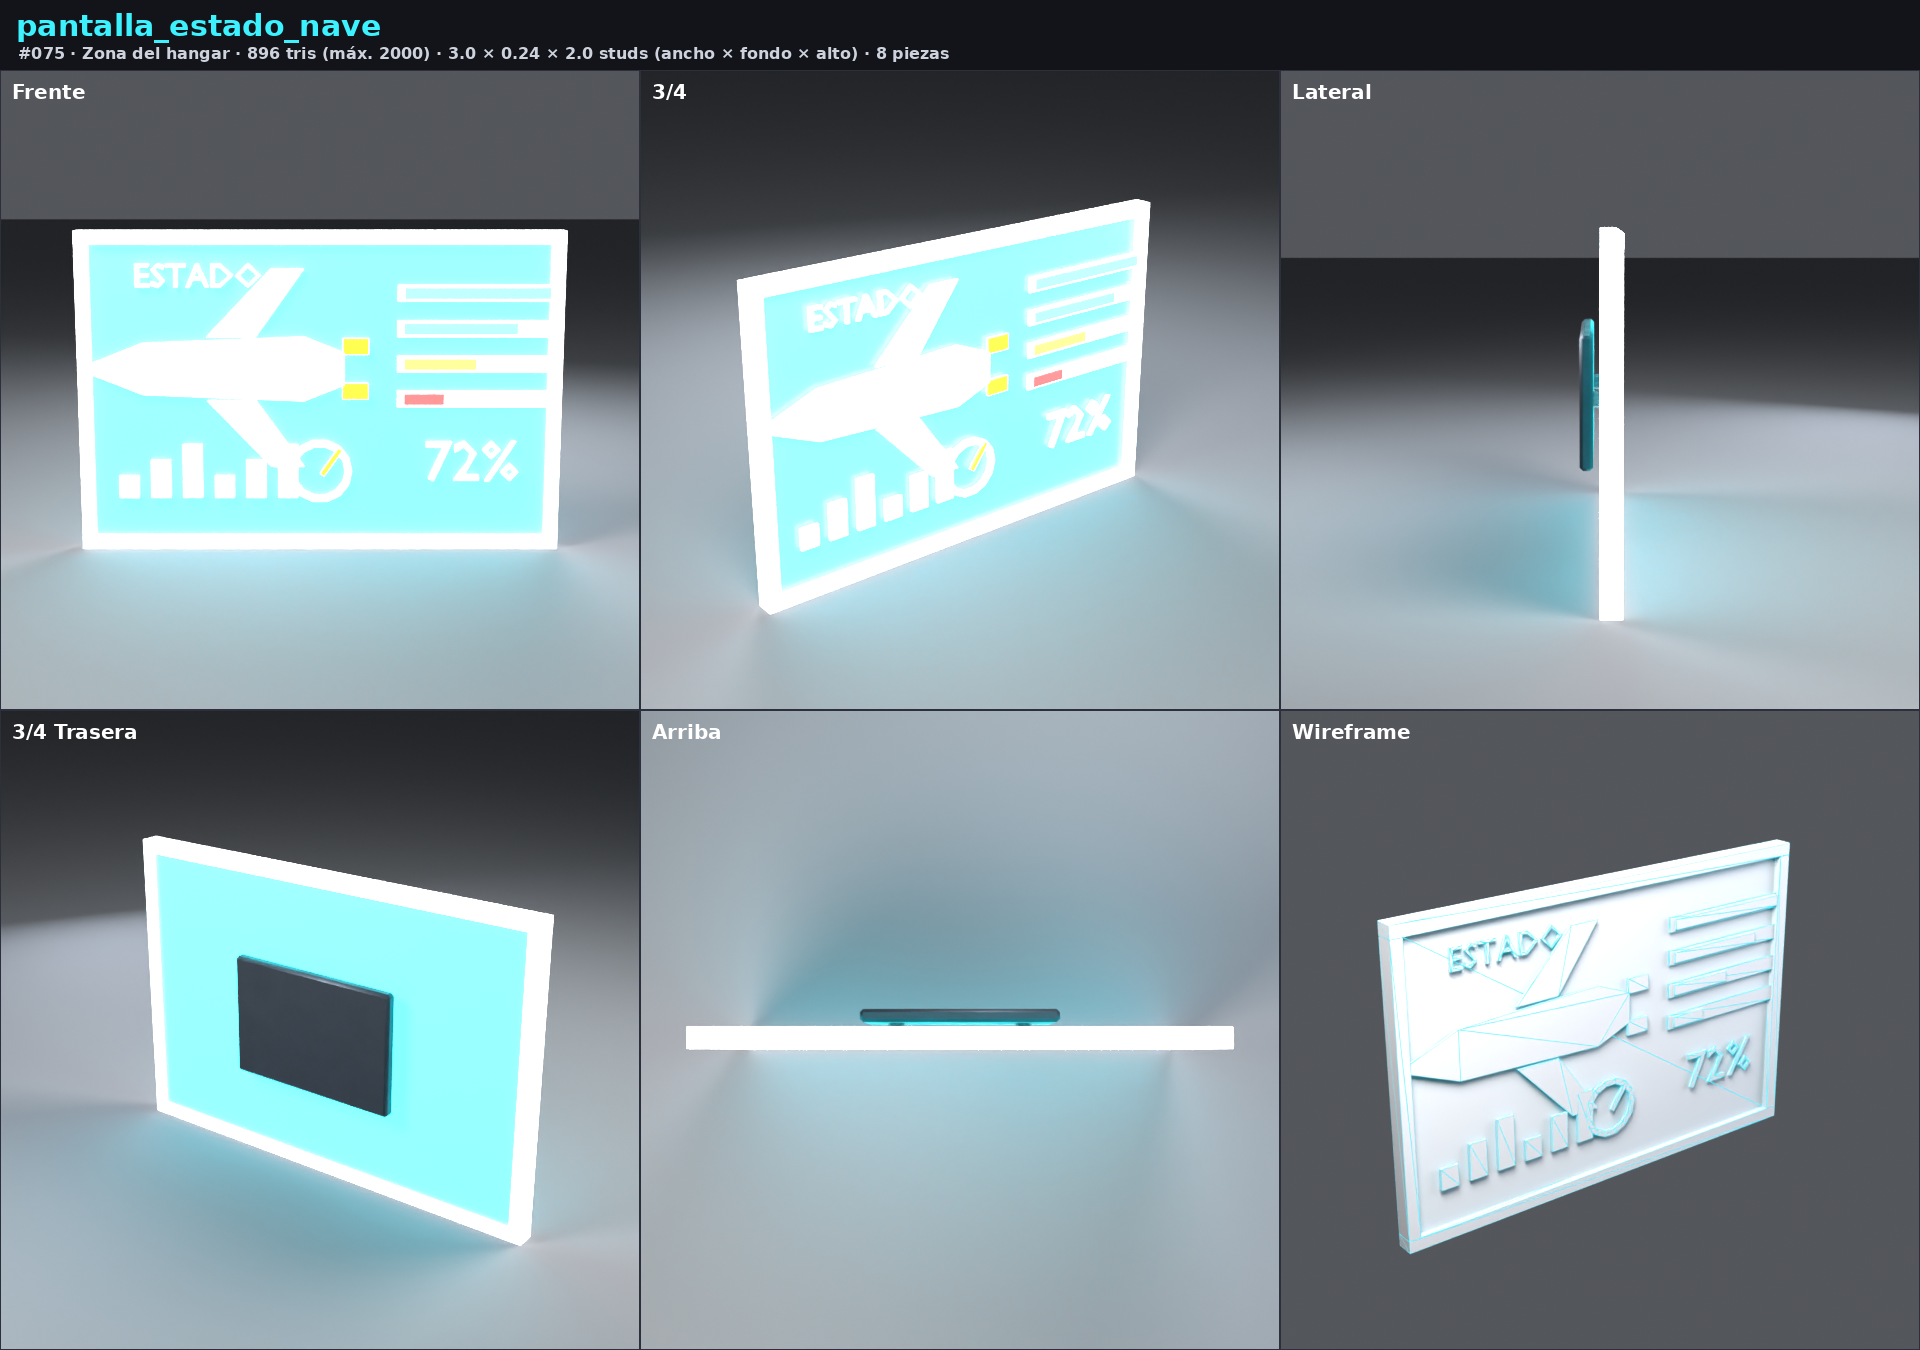 pantalla_estado_nave
#075 · Zona del hangar · 896 tris (máx. 2000) · 3.0 × 0.24 × 2.0 studs (ancho × fondo × alto) · 8 piezas
Frente
3/4
Lateral
ESTADO
72%
ESTADO
72%
3/4 Trasera
Arriba
Wireframe
ESTADO
72%